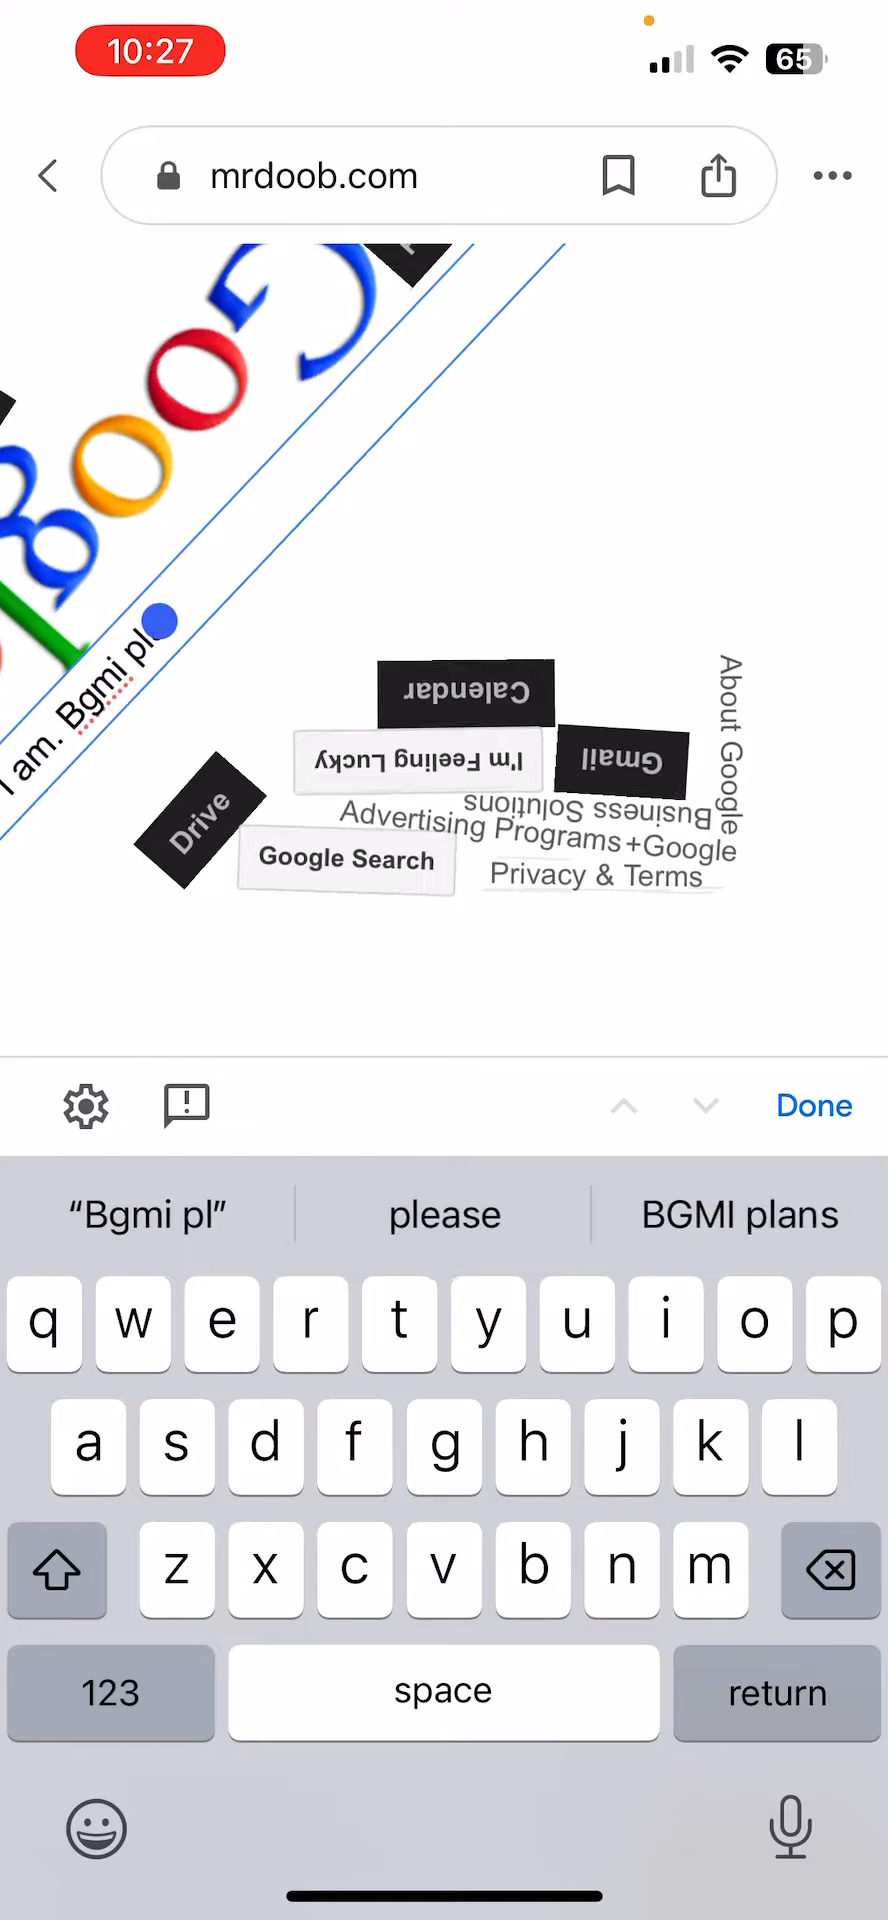 10:27
65
mrdoob.com
Google
I am. Bgmi pl
Calendar
I'm Feeling Lucky
Gmail
About Google
Drive
Business Solutions
Advertising Programs
+Google
Google Search
Privacy & Terms
Done
“Bgmi pl”
please
BGMI plans
q w e r t y u i o p
a s d f g h j k l
z x c v b n m
123
space
return